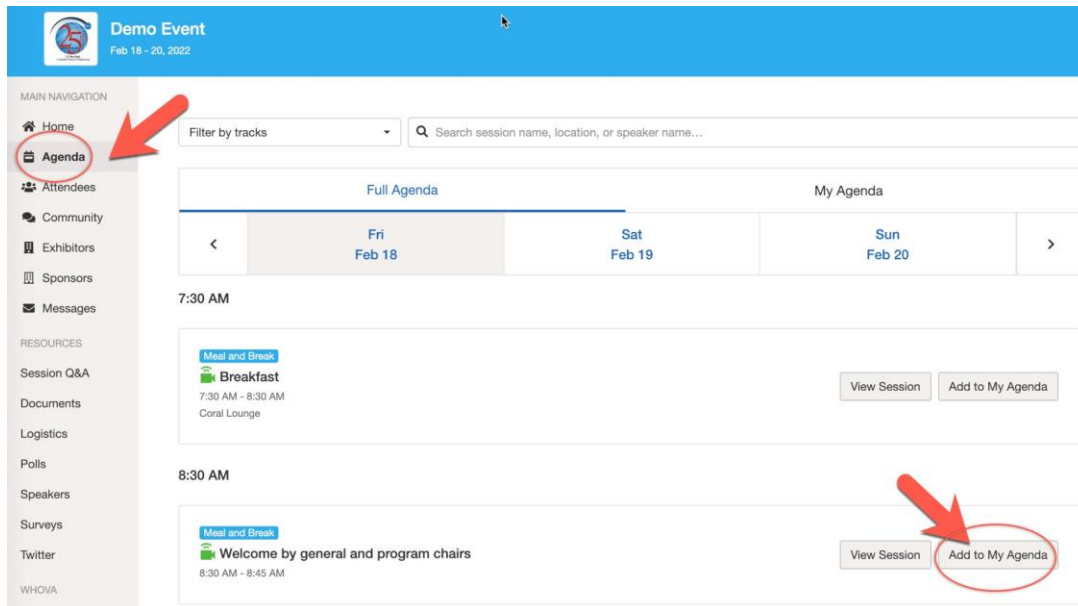 25
Demo Event
Feb 18 - 20, 2022
MAIN NAVIGATION
Home
Agenda
Attendees
Community
Exhibitors
Sponsors
Messages
RESOURCES
Session Q&A
Documents
Logistics
Polls
Speakers
Surveys
Twitter
WHOVA
Filter by tracks
Search session name, location, or speaker name...
Full Agenda My Agenda
Fri Sat Sun
Feb 18 Feb 19 Feb 20
7:30 AM
Meal and Break
Breakfast
7:30 AM - 8:30 AM
Coral Lounge
View Session Add to My Agenda
8:30 AM
Meal and Break
Welcome by general and program chairs
8:30 AM - 8:45 AM
View Session Add to My Agenda